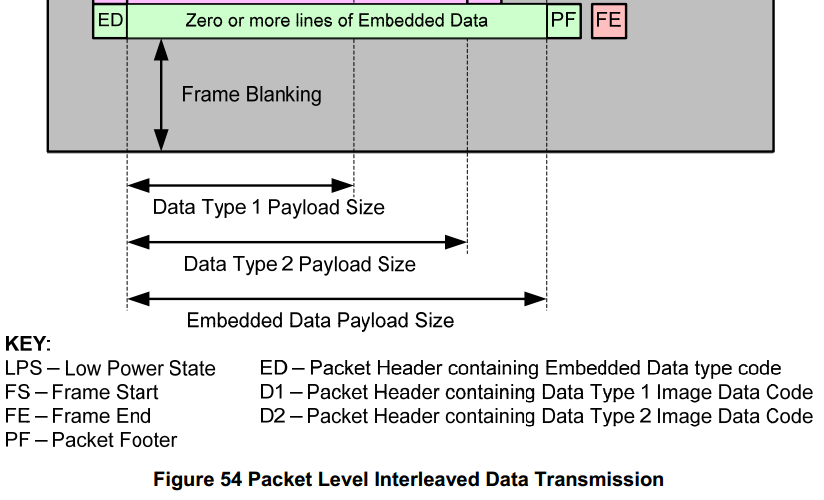 ED Zero or more lines of Embedded Data PF FE
Frame Blanking
Data Type 1 Payload Size
Data Type 2 Payload Size
Embedded Data Payload Size
KEY:
LPS – Low Power State ED – Packet Header containing Embedded Data type code
FS – Frame Start D1 – Packet Header containing Data Type 1 Image Data Code
FE – Frame End D2 – Packet Header containing Data Type 2 Image Data Code
PF – Packet Footer
Figure 54 Packet Level Interleaved Data Transmission